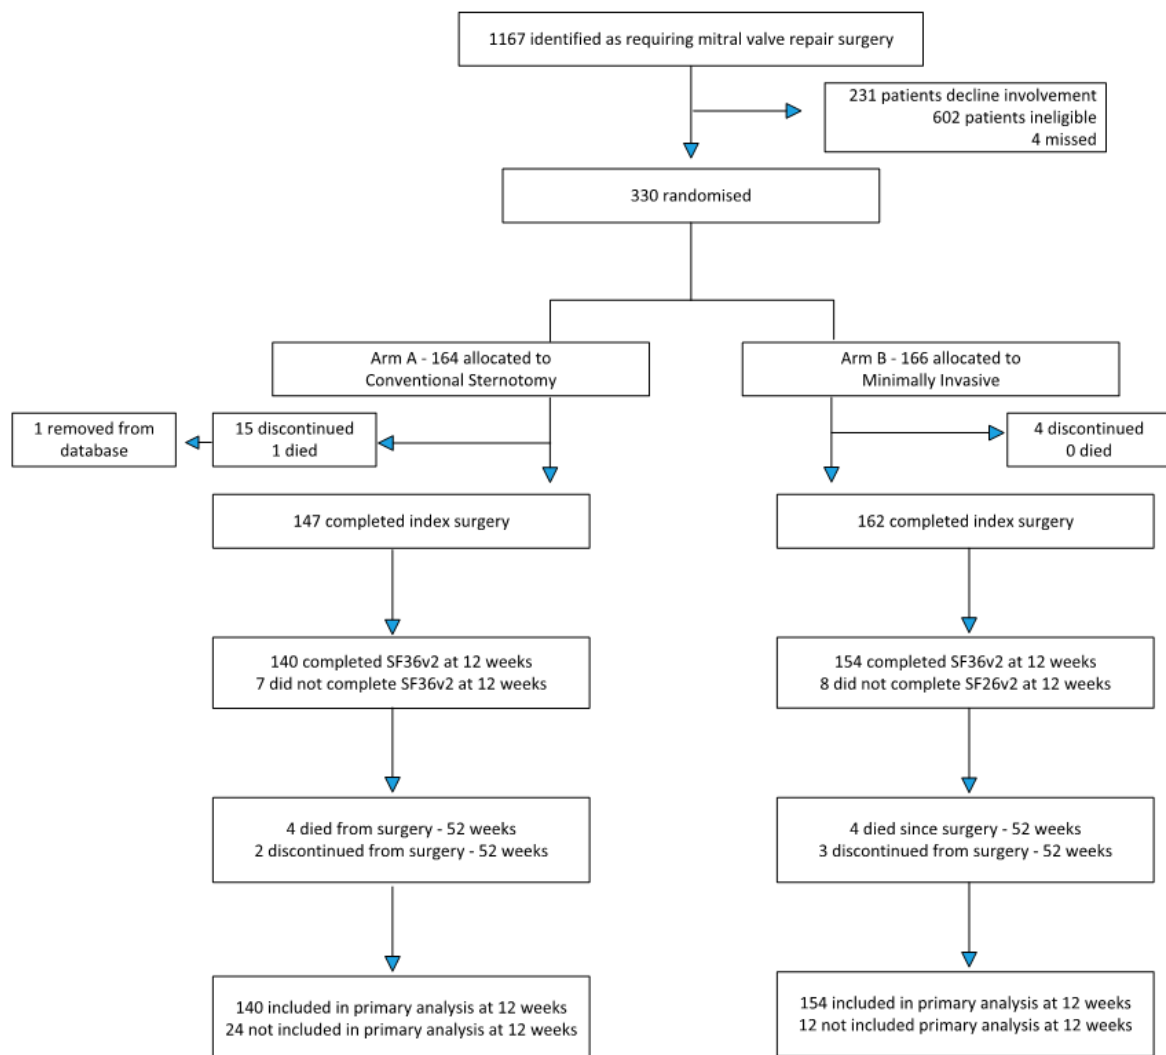 1167 identified as requiring mitral valve repair surgery
231 patients decline involvement
602 patients ineligible
4 missed
330 randomised
Arm A - 164 allocated to
Conventional Sternotomy
Arm B - 166 allocated to
Minimally Invasive
1 removed from
database
15 discontinued
1 died
4 discontinued
0 died
147 completed index surgery
162 completed index surgery
140 completed SF36v2 at 12 weeks
7 did not complete SF36v2 at 12 weeks
154 completed SF36v2 at 12 weeks
8 did not complete SF26v2 at 12 weeks
4 died from surgery - 52 weeks
2 discontinued from surgery - 52 weeks
4 died since surgery - 52 weeks
3 discontinued from surgery - 52 weeks
140 included in primary analysis at 12 weeks
24 not included in primary analysis at 12 weeks
154 included in primary analysis at 12 weeks
12 not included primary analysis at 12 weeks